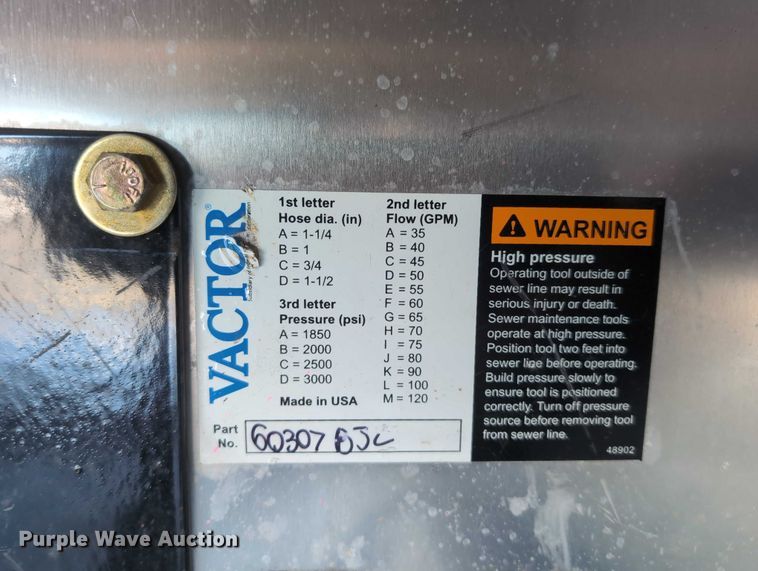 150FA
VACTOR
Subsidiary of
1st letter
Hose dia. (in)
A = 1-1/4
B = 1
C = 3/4
D = 1-1/2
3rd letter
Pressure (psi)
A = 1850
B = 2000
C = 2500
D = 3000
Made in USA
2nd letter
Flow (GPM)
A = 35
B = 40
C = 45
D = 50
E = 55
F = 60
G = 65
H = 70
I = 75
J = 80
K = 90
L = 100
M = 120
Part
No.
60307 BJC
WARNING
High pressure
Operating tool outside of
sewer line may result in
serious injury or death.
Sewer maintenance tools
operate at high pressure.
Position tool two feet into
sewer line before operating.
Build pressure slowly to
ensure tool is positioned
correctly. Turn off pressure
source before removing tool
from sewer line.
48902
Purple Wave Auction